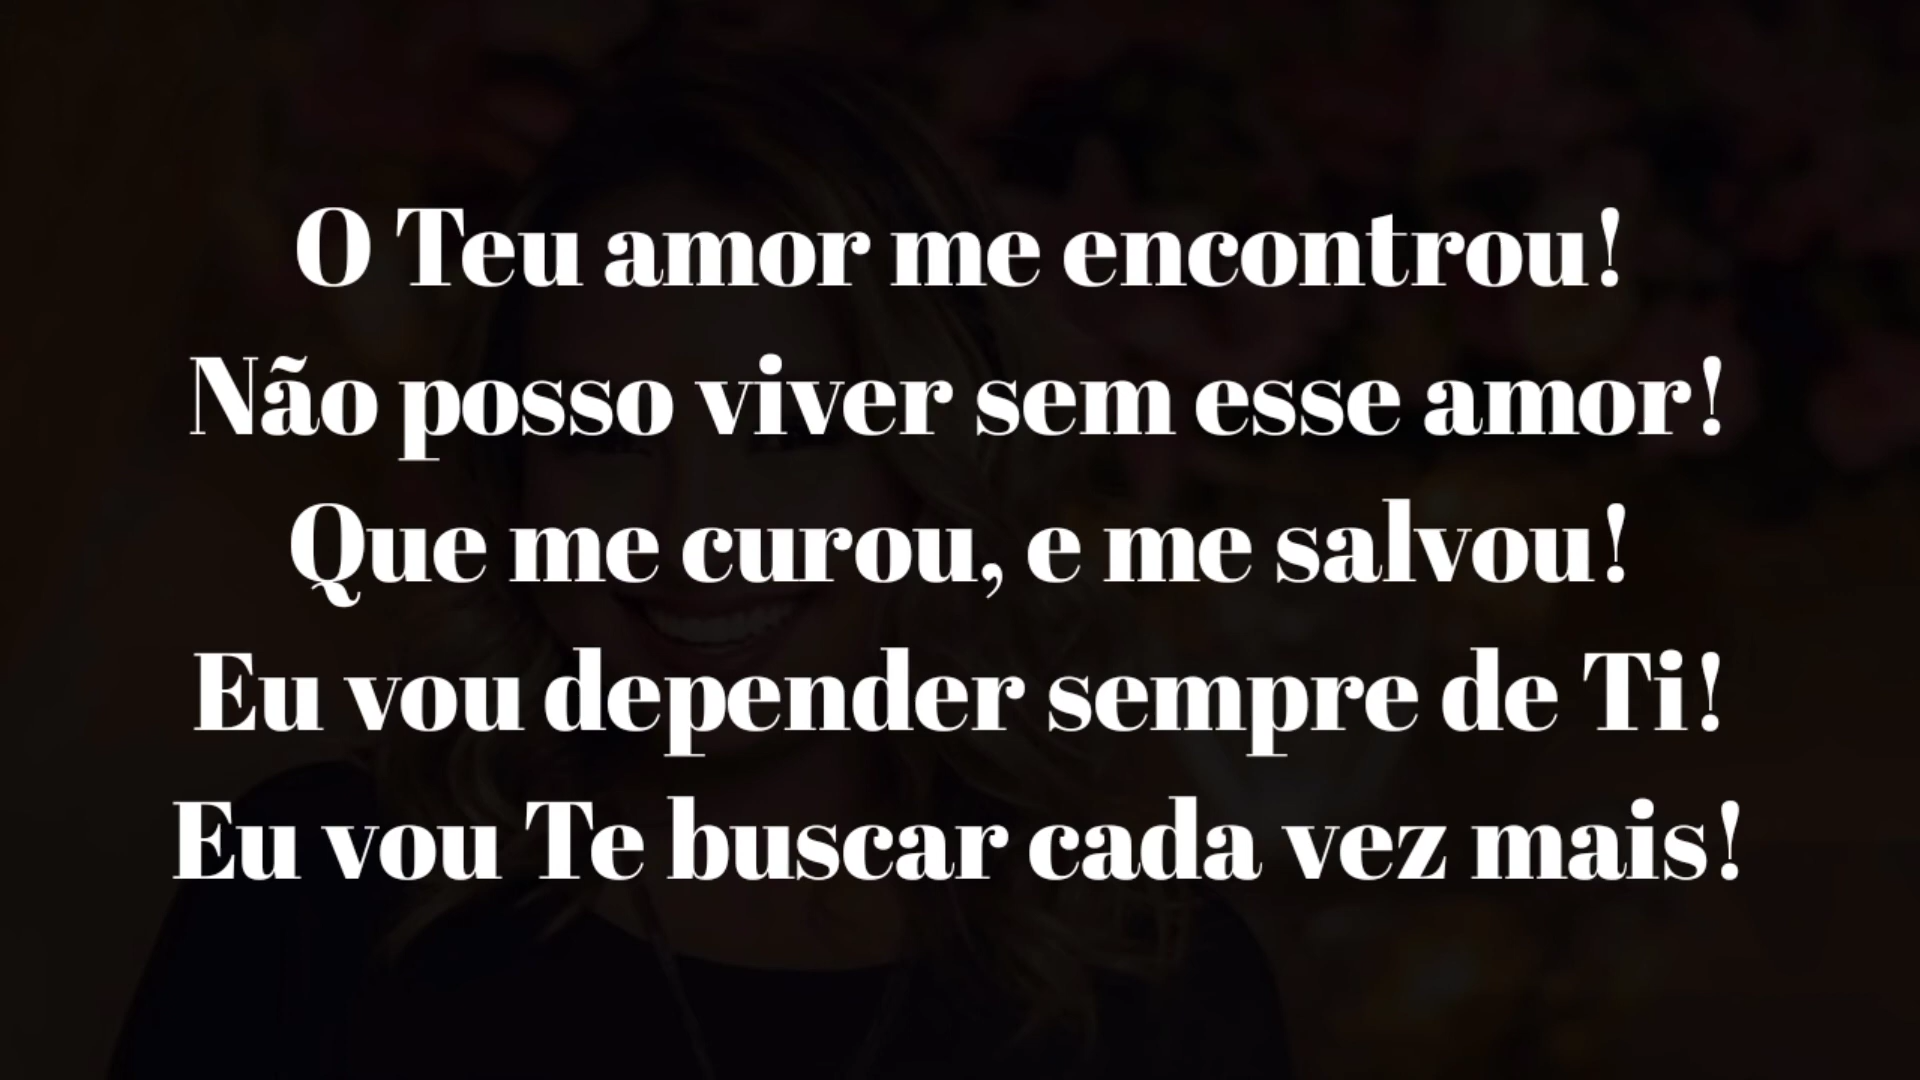 O Teu amor me encontrou!
Não posso viver sem esse amor!
Que me curou, e me salvou!
Eu vou depender sempre de Ti!
Eu vou Te buscar cada vez mais!